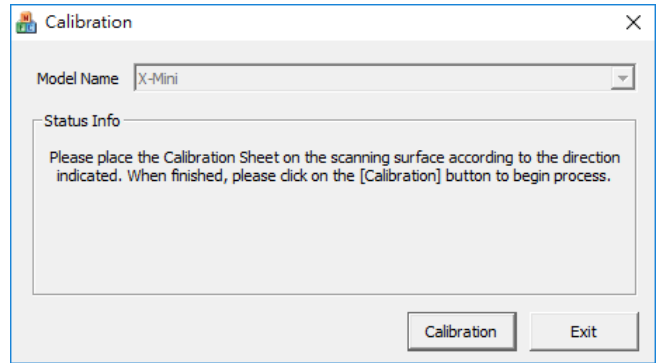 Calibration
Model Name X-Mini
Status Info
Please place the Calibration Sheet on the scanning surface according to the direction
indicated. When finished, please click on the [Calibration] button to begin process.
Calibration Exit